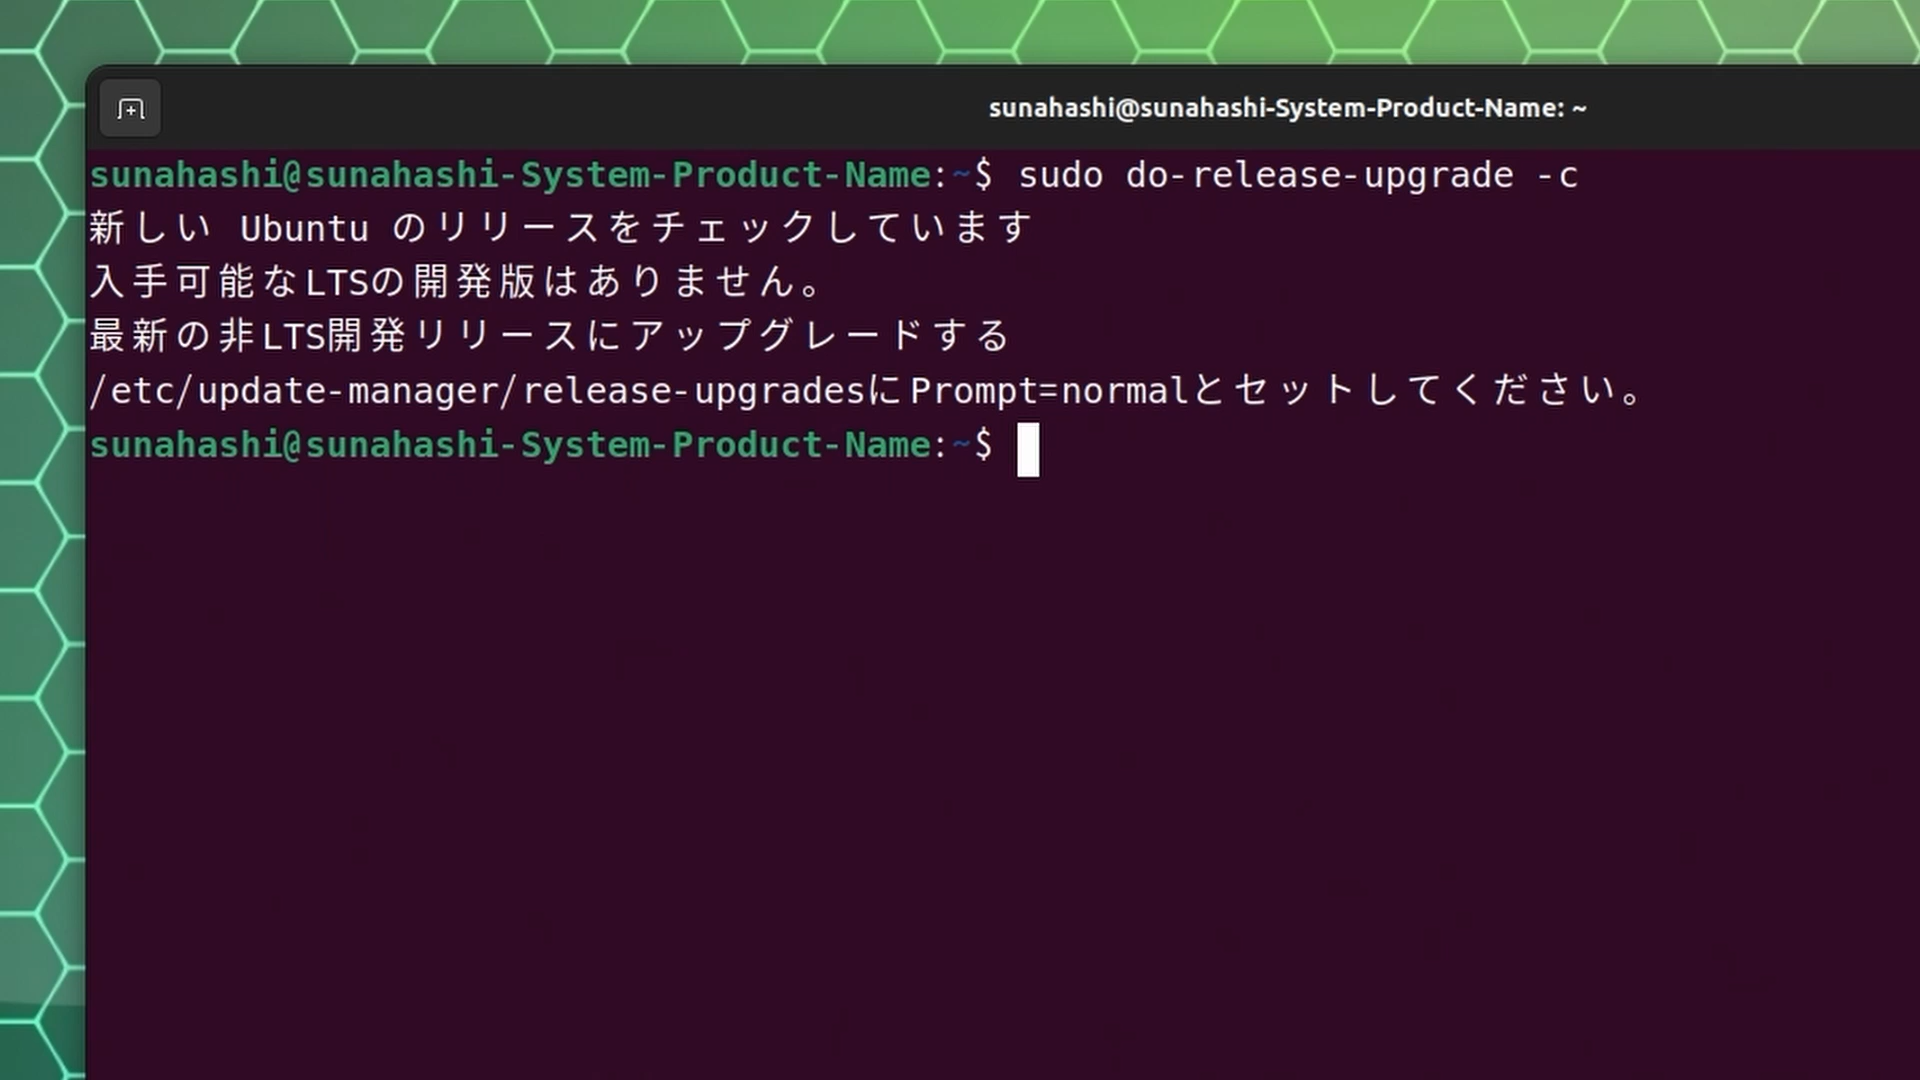 sunahashi@sunahashi-System-Product-Name: ~
sunahashi@sunahashi-System-Product-Name:~$ sudo do-release-upgrade -c
新しい Ubuntu のリリースをチェックしています
入手可能なLTSの開発版はありません。
最新の非LTS開発リリースにアップグレードする
/etc/update-manager/release-upgradesにPrompt=normalとセットしてください。
sunahashi@sunahashi-System-Product-Name:~$